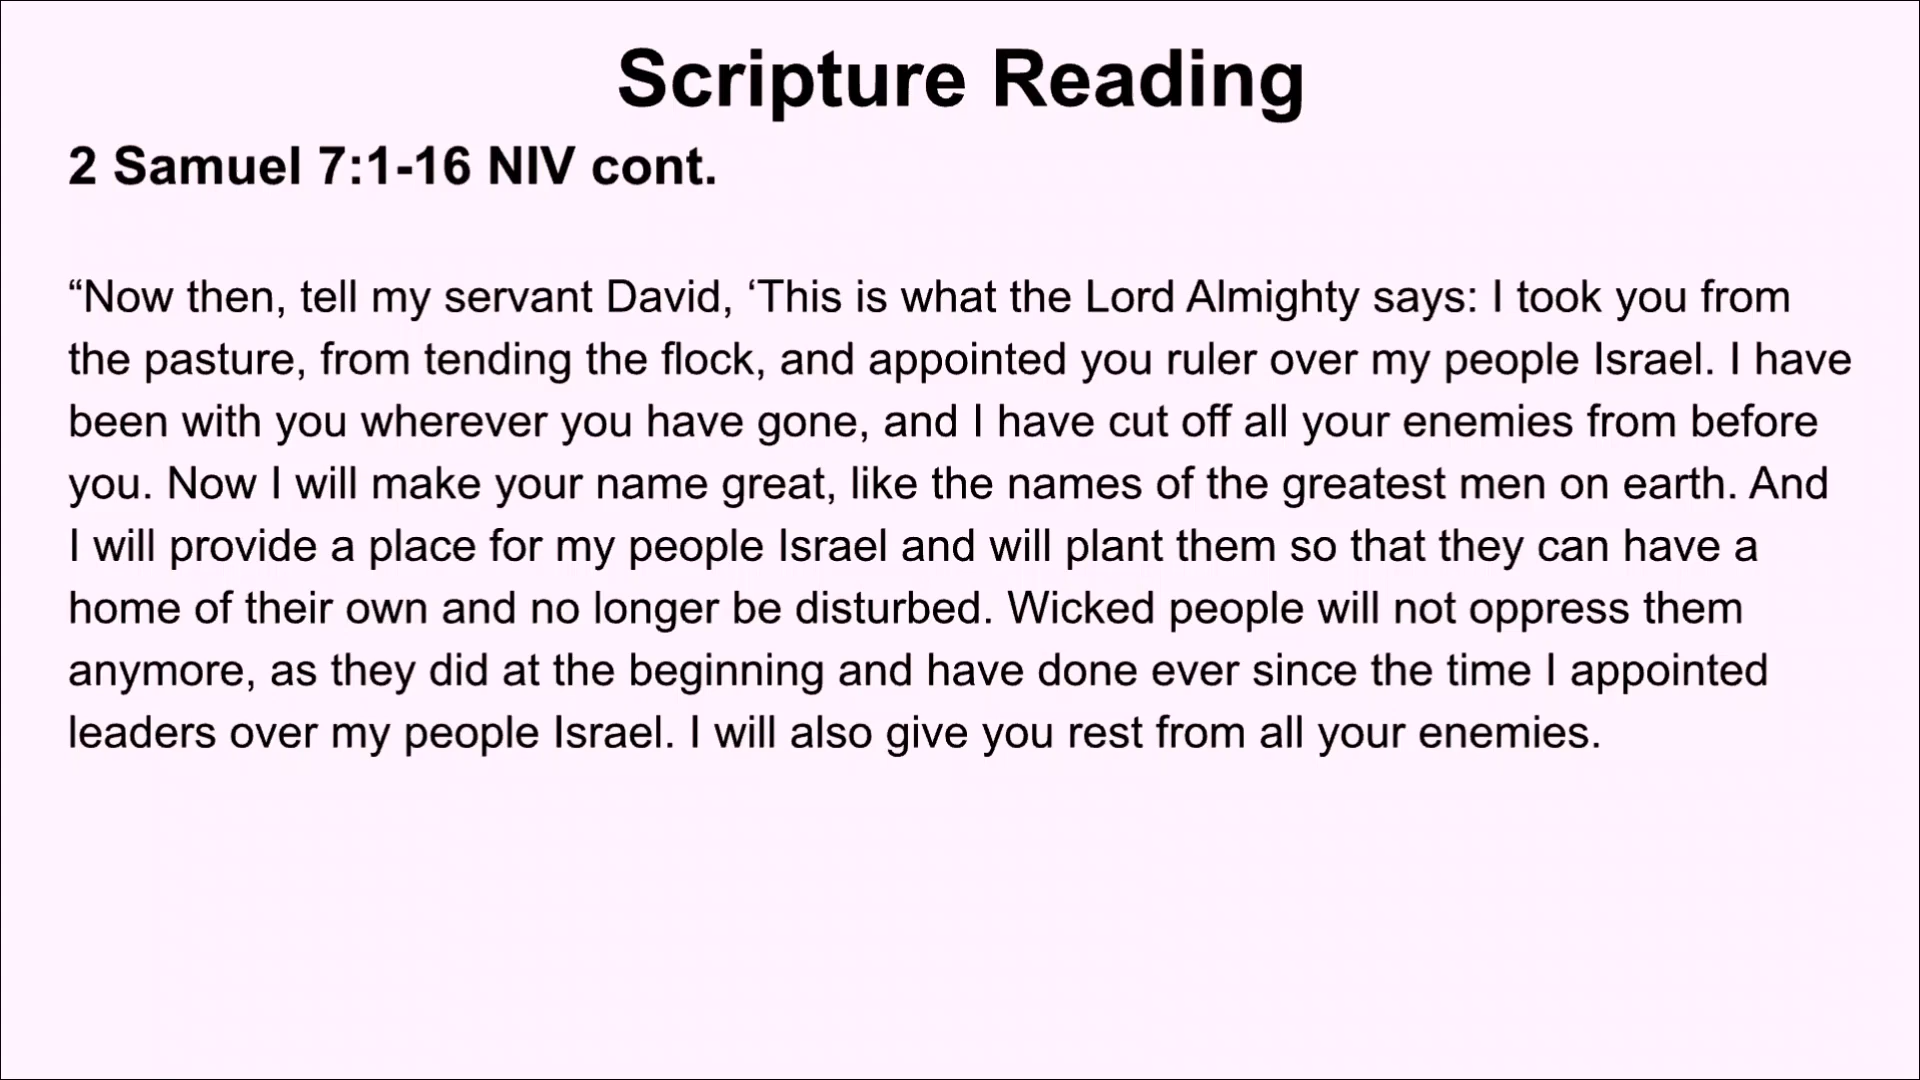 Scripture Reading
2 Samuel 7:1-16 NIV cont.
“Now then, tell my servant David, ‘This is what the Lord Almighty says: I took you from
the pasture, from tending the flock, and appointed you ruler over my people Israel. I have
been with you wherever you have gone, and I have cut off all your enemies from before
you. Now I will make your name great, like the names of the greatest men on earth. And
I will provide a place for my people Israel and will plant them so that they can have a
home of their own and no longer be disturbed. Wicked people will not oppress them
anymore, as they did at the beginning and have done ever since the time I appointed
leaders over my people Israel. I will also give you rest from all your enemies.